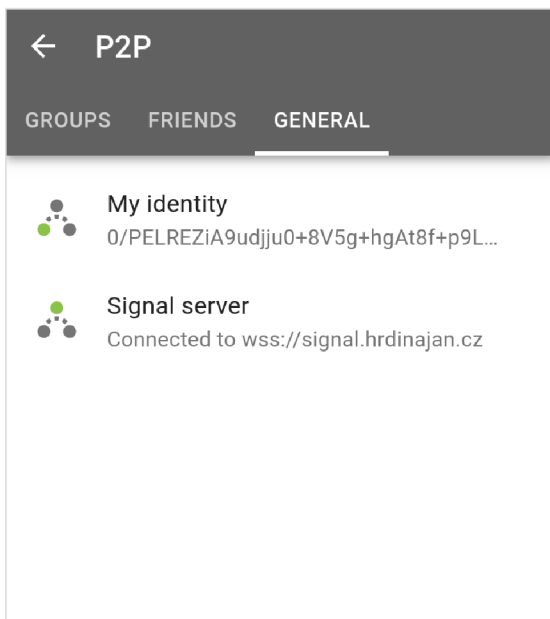 P2P
GROUPS FRIENDS GENERAL
My identity
0/PELREZiA9udjju0+8V5g+hgAt8f+p9L...
Signal server
Connected to wss://signal.hrdinajan.cz